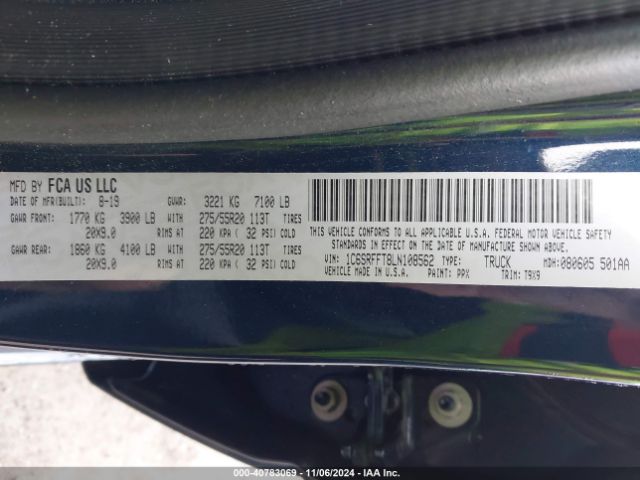 MFD BY FCA US LLC
DATE OF MFR(BUILT): 8-19 GVWR: 3221 KG 7100 LB
GAWR FRONT: 1770 KG 3900 LB WITH 275/55R20 113T TIRES
20X9.0 RIMS AT 220 KPA ( 32 PSI) COLD
GAWR REAR: 1860 KG 4100 LB WITH 275/55R20 113T TIRES
20X9.0 RIMS AT 220 KPA ( 32 PSI) COLD
THIS VEHICLE CONFORMS TO ALL APPLICABLE U.S.A. FEDERAL MOTOR VEHICLE SAFETY,
BUMPER, AND THEFT PREVENTION STANDARDS IN EFFECT ON THE DATE OF MANUFACTURE SHOWN ABOVE.
VIN: 1C6SRFFT8LN108562 TYPE: TRUCK MDH: 080605 501AA
VEHICLE MADE IN U.S.A. PAINT: PPX TRIM: T9X9
000-40783069 - 11/06/2024 - IAA Inc.